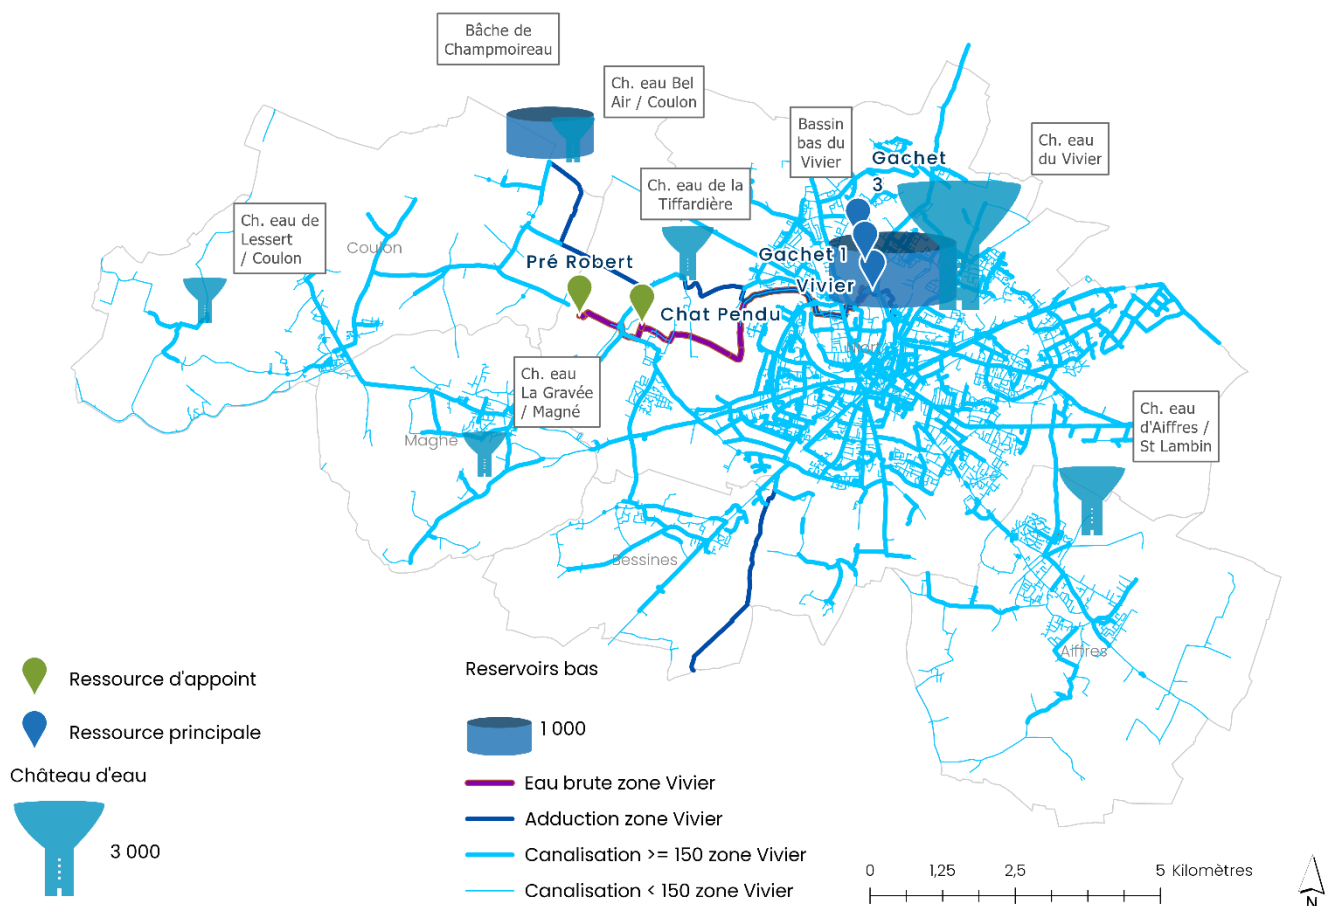 Bâche de
Champmoireau
Ch. eau Bel
Air / Coulon
Bassin
bas du
Vivier
Gachet
3
Ch. eau
du Vivier
Ch. eau de la
Tiffardière
Ch. eau de
Lessert
/ Coulon
Coulon
Pré Robert
Gachet 1
Vivier
Chat Pendu
Ch. eau
La Gravée
/ Magné
Magné
Ch. eau
d'Aiffres /
St Lambin
Bessines
Aiffres
Ressource d'appoint
Ressource principale
Château d'eau
3 000
Reservoirs bas
1 000
Eau brute zone Vivier
Adduction zone Vivier
Canalisation >= 150 zone Vivier
Canalisation < 150 zone Vivier
0 1,25 2,5 5 Kilomètres
N